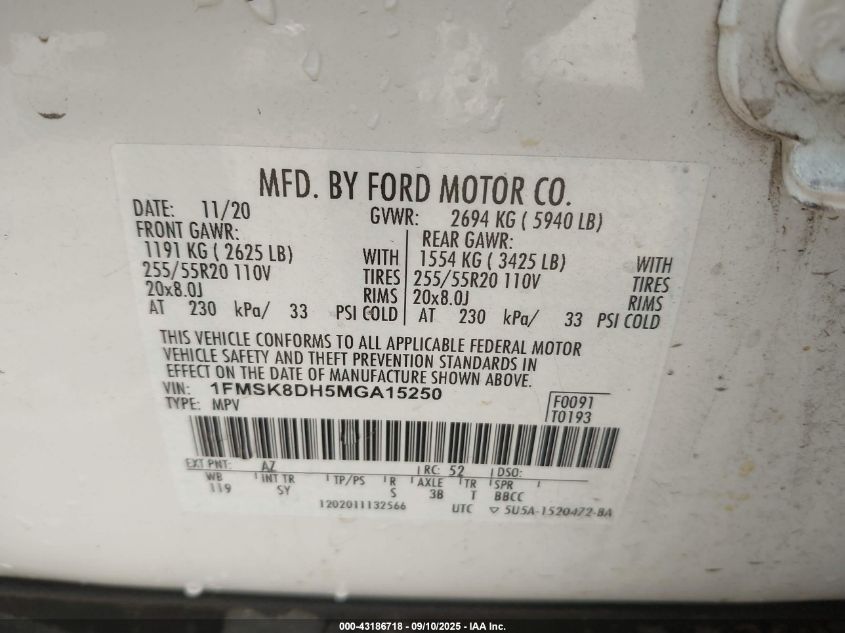 MFD. BY FORD MOTOR CO.
DATE: 11/20 GVWR: 2694 KG ( 5940 LB)
FRONT GAWR: REAR GAWR:
1191 KG ( 2625 LB) WITH 1554 KG ( 3425 LB) WITH
255/55R20 110V TIRES 255/55R20 110V TIRES
20x8.0J RIMS 20x8.0J RIMS
AT 230 kPa/ 33 PSI COLD AT 230 kPa/ 33 PSI COLD
THIS VEHICLE CONFORMS TO ALL APPLICABLE FEDERAL MOTOR
VEHICLE SAFETY AND THEFT PREVENTION STANDARDS IN
EFFECT ON THE DATE OF MANUFACTURE SHOWN ABOVE.
VIN: 1FMSK8DH5MGA15250 F0091
TYPE: MPV T0193
EXT PNT: AZ RC: 52 DSO:
WB INT TR TP/PS R AXLE TR SPR
119 SY S 3B T BBCC
1202011132566 UTC ▽ 5U5A-1520472-BA
000-43186718 - 09/10/2025 - IAA Inc.